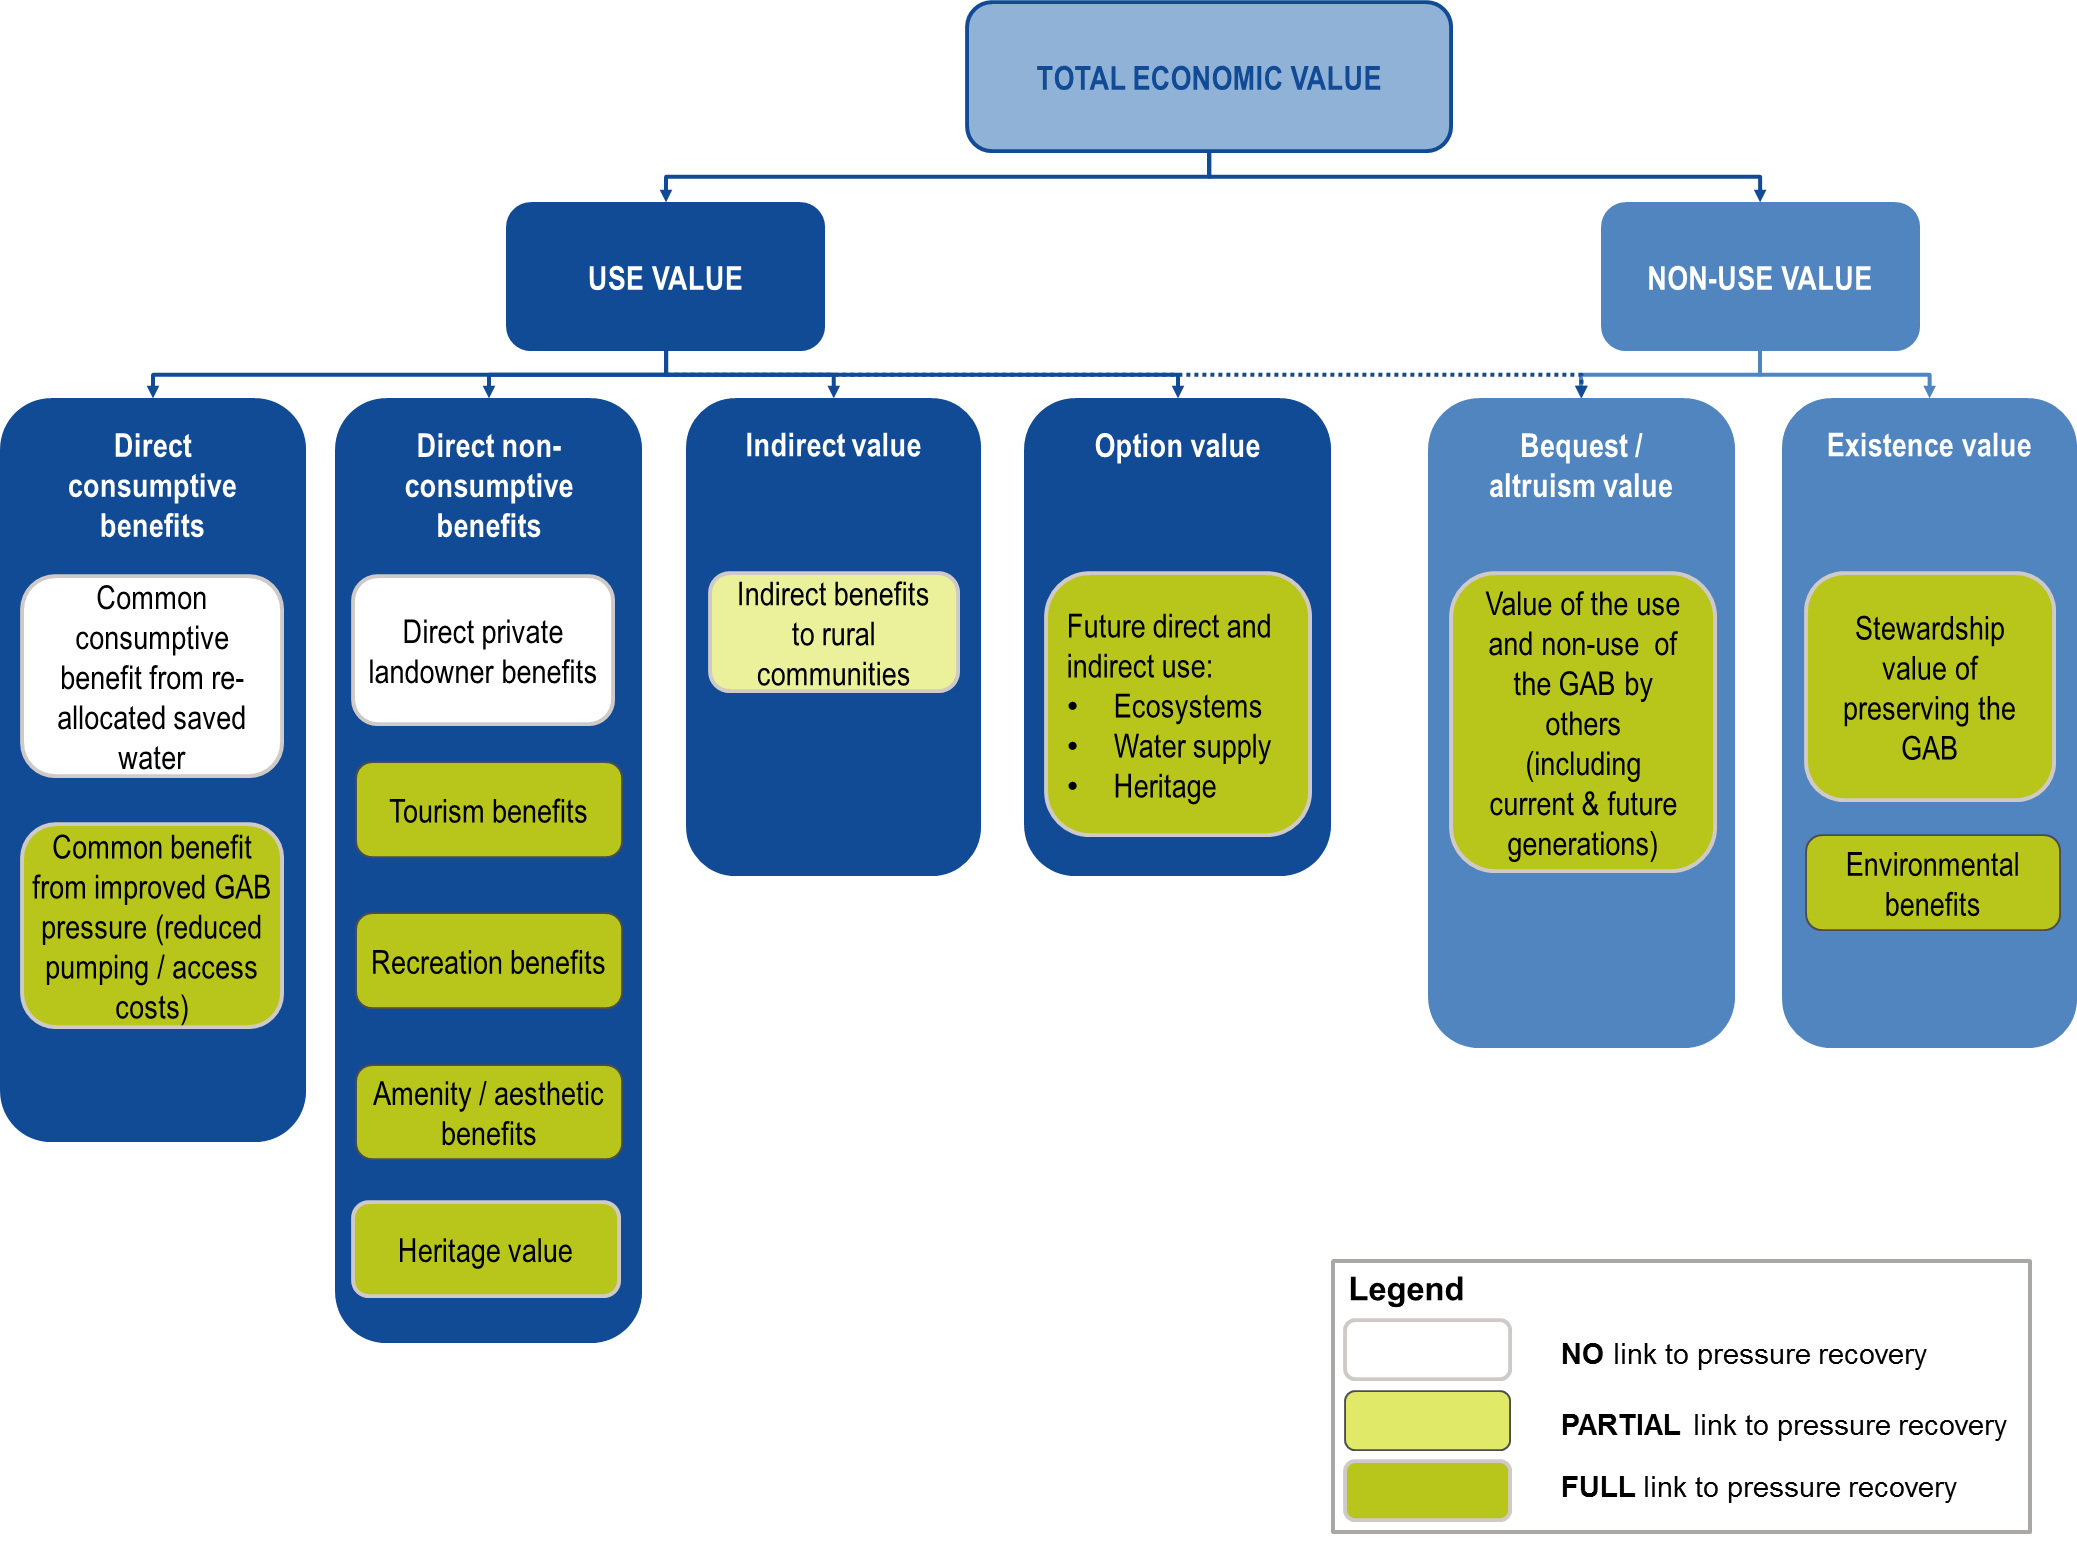 TOTAL ECONOMIC VALUE
USE VALUE
NON-USE VALUE
Direct
consumptive
benefits
Common
consumptive
benefit from re-
allocated saved
water
Common benefit
from improved GAB
pressure (reduced
pumping / access
costs)
Direct non-
consumptive
benefits
Direct private
landowner benefits
Tourism benefits
Recreation benefits
Amenity / aesthetic
benefits
Heritage value
Indirect value
Indirect benefits
to rural
communities
Option value
Future direct and
indirect use:
• Ecosystems
• Water supply
• Heritage
Bequest /
altruism value
Value of the use
and non-use of
the GAB by
others
(including
current & future
generations)
Existence value
Stewardship
value of
preserving the
GAB
Environmental
benefits
Legend
NO link to pressure recovery
PARTIAL link to pressure recovery
FULL link to pressure recovery